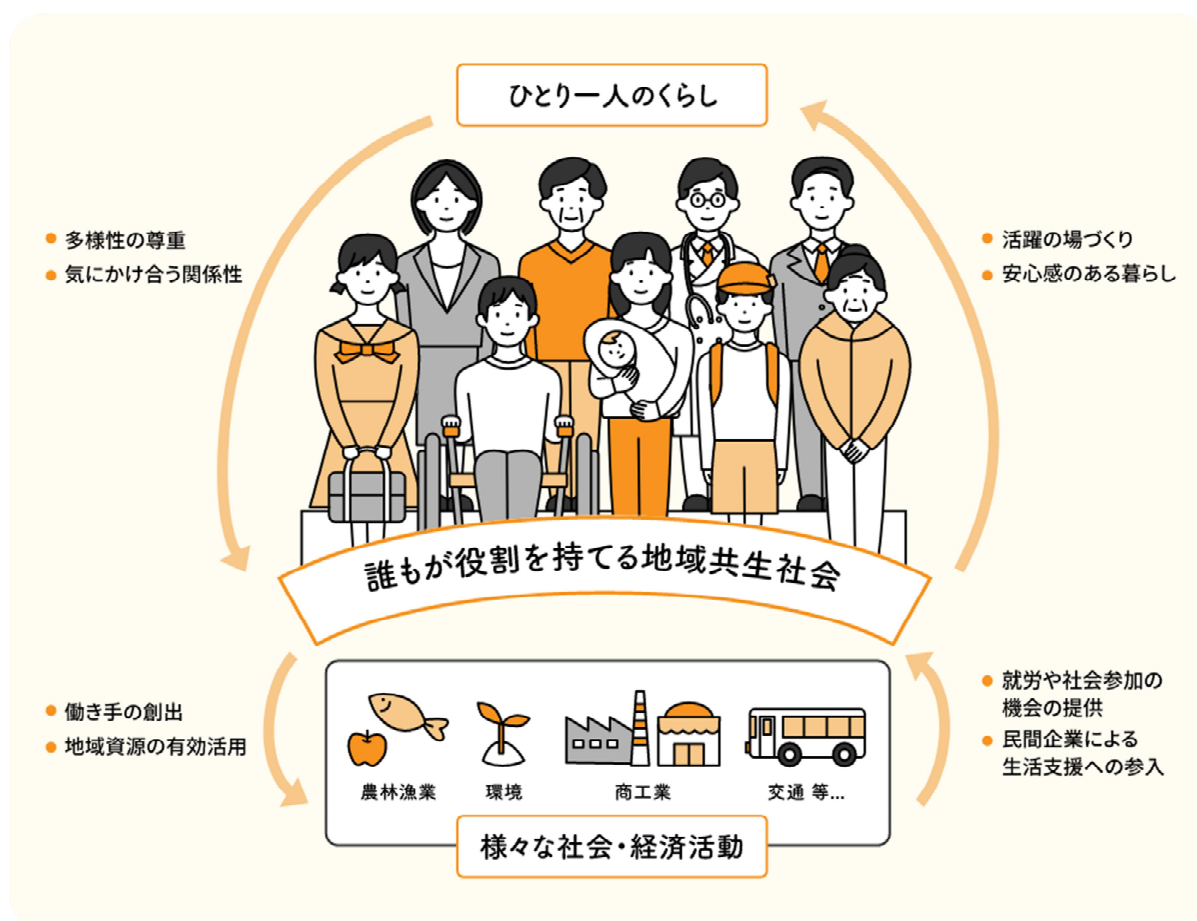 ひとり一人のくらし
多様性の尊重
気にかけ合う関係性
活躍の場づくり
安心感のある暮らし
誰もが役割を持てる地域共生社会
働き手の創出
地域資源の有効活用
就労や社会参加の
機会の提供
民間企業による
生活支援への参入
農林漁業 環境 商工業 交通 等...
様々な社会・経済活動